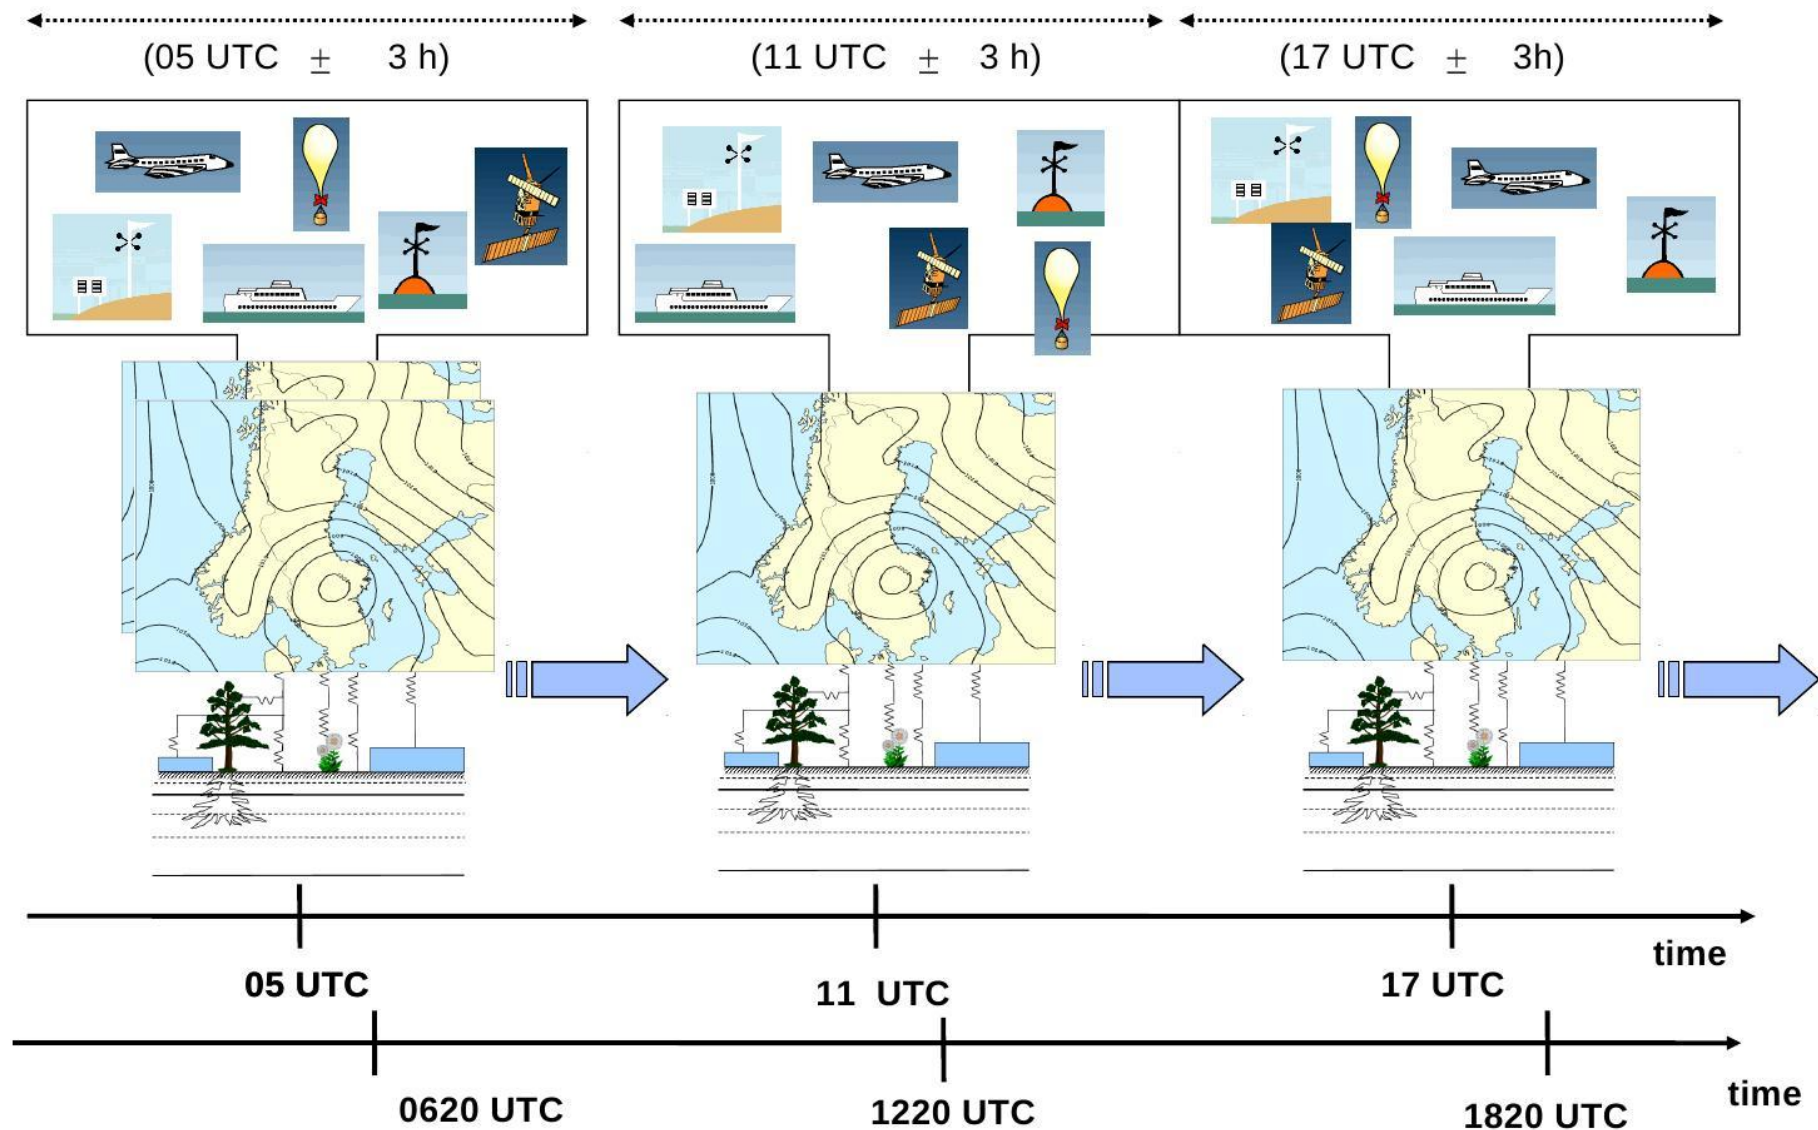 (05 UTC ± 3 h)
(11 UTC ± 3 h)
(17 UTC ± 3h)
time
05 UTC
11 UTC
17 UTC
time
0620 UTC
1220 UTC
1820 UTC